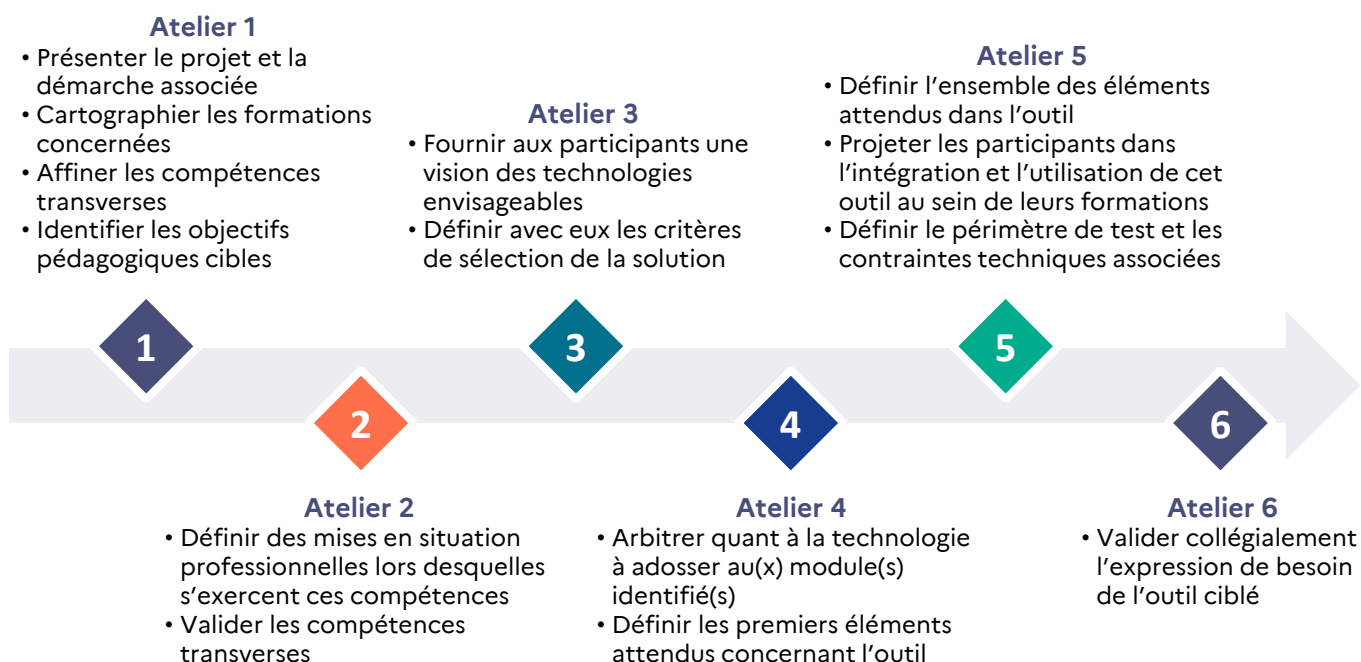 Atelier 1
• Présenter le projet et la
démarche associée
• Cartographier les formations
concernées
• Affiner les compétences
transverses
• Identifier les objectifs
pédagogiques cibles
Atelier 3
• Fournir aux participants une
vision des technologies
envisageables
• Définir avec eux les critères
de sélection de la solution
Atelier 5
• Définir l’ensemble des éléments
attendus dans l’outil
• Projeter les participants dans
l’intégration et l’utilisation de cet
outil au sein de leurs formations
• Définir le périmètre de test et les
contraintes techniques associées
1
2
3
4
5
6
Atelier 2
• Définir des mises en situation
professionnelles lors desquelles
s’exercent ces compétences
• Valider les compétences
transverses
Atelier 4
• Arbitrer quant à la technologie
à adosser au(x) module(s)
identifié(s)
• Définir les premiers éléments
attendus concernant l’outil
Atelier 6
• Valider collégialement
l’expression de besoin
de l’outil ciblé